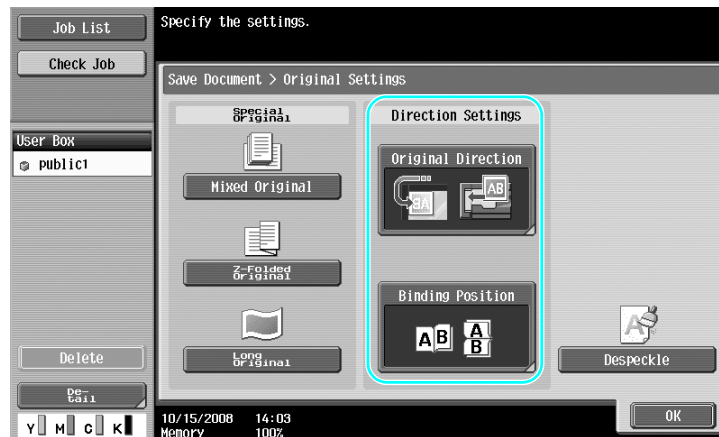 Job List
Specify the settings.
Check Job
Save Document > Original Settings
Special
Original
Direction Settings
User Box
public1
Original Direction
AB
AB
Mixed Original
Z-Folded
Original
Binding Position
A B
A
B
Long
Original
Despeckle
Delete
De-
tail
OK
Y M C K
10/15/2008 14:03
Memory 100%